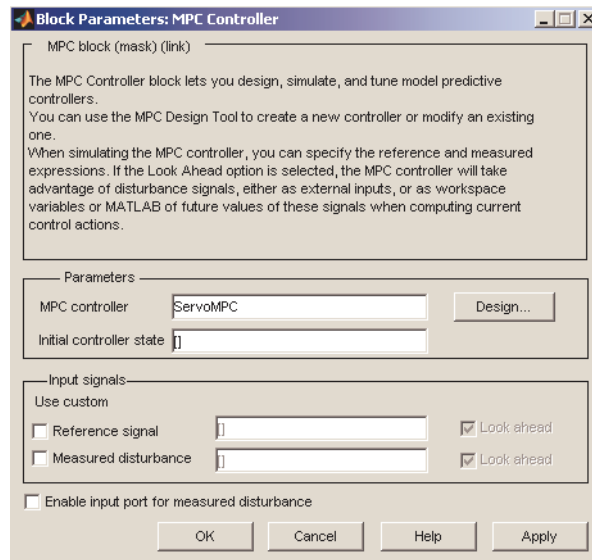 Block Parameters: MPC Controller
MPC block (mask) (link)
The MPC Controller block lets you design, simulate, and tune model predictive
controllers.
You can use the MPC Design Tool to create a new controller or modify an existing
one.
When simulating the MPC controller, you can specify the reference and measured
expressions. If the Look Ahead option is selected, the MPC controller will take
advantage of disturbance signals, either as external inputs, or as workspace
variables or MATLAB of future values of these signals when computing current
control actions.
Parameters
MPC controller ServoMPC Design...
Initial controller state []
Input signals
Use custom
Reference signal [] Look ahead
Measured disturbance [] Look ahead
Enable input port for measured disturbance
OK Cancel Help Apply